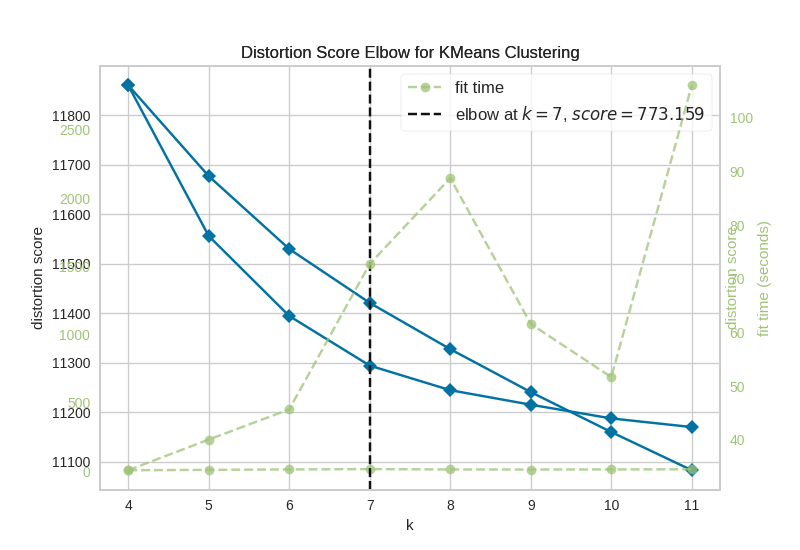 Distortion Score Elbow for KMeans Clustering
fit time
elbow at k = 7, score = 773.159
distortion score
11800
11700
11600
11500
11400
11300
11200
11100
2500
2000
1500
1000
500
0
4 5 6 7 8 9 10 11
k
100
90
80
70
60
50
40
distortion score
fit time (seconds)